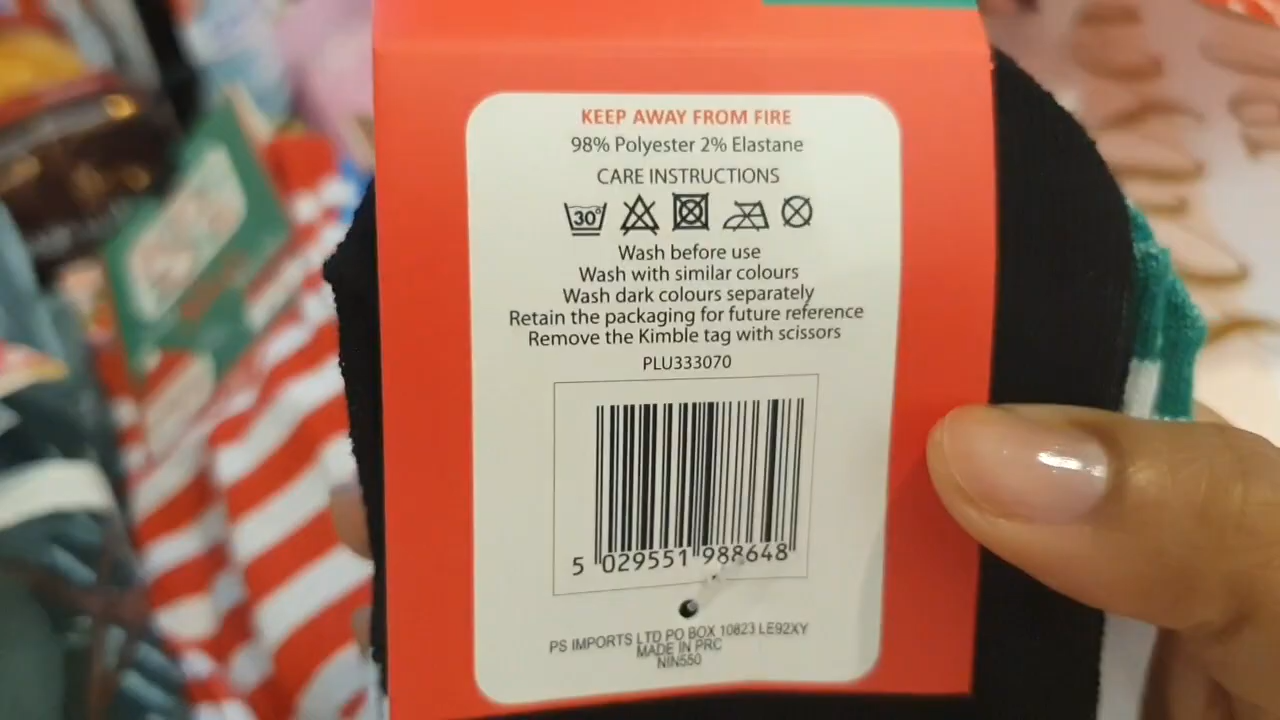 KEEP AWAY FROM FIRE
98% Polyester 2% Elastane
CARE INSTRUCTIONS
30°
Wash before use
Wash with similar colours
Wash dark colours separately
Retain the packaging for future reference
Remove the Kimble tag with scissors
PLU333070
5 029551 988648
PS IMPORTS LTD PO BOX 10823 LE92XY
MADE IN PRC
NIN550